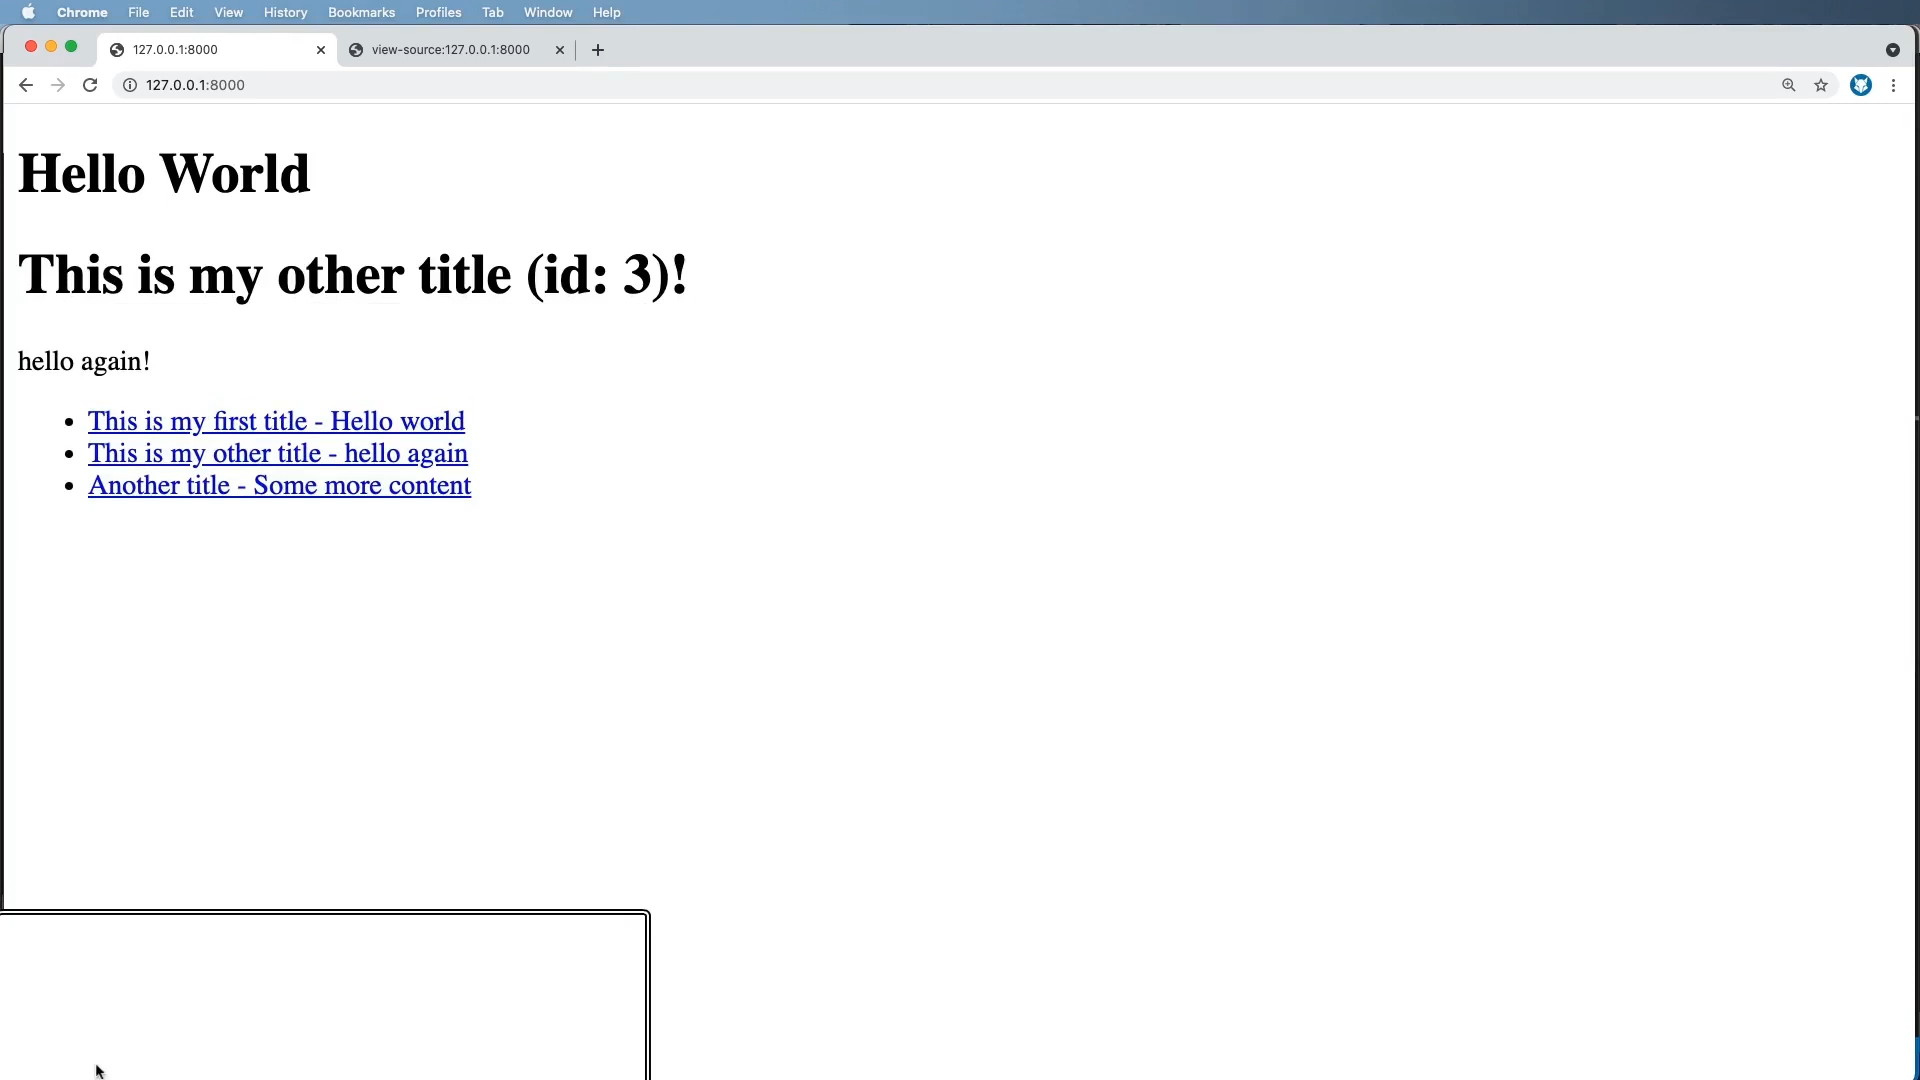 Chrome File Edit View History Bookmarks Profiles Tab Window Help
127.0.0.1:8000 view-source:127.0.0.1:8000
127.0.0.1:8000
Hello World
This is my other title (id: 3)!
hello again!
This is my first title - Hello world
This is my other title - hello again
Another title - Some more content